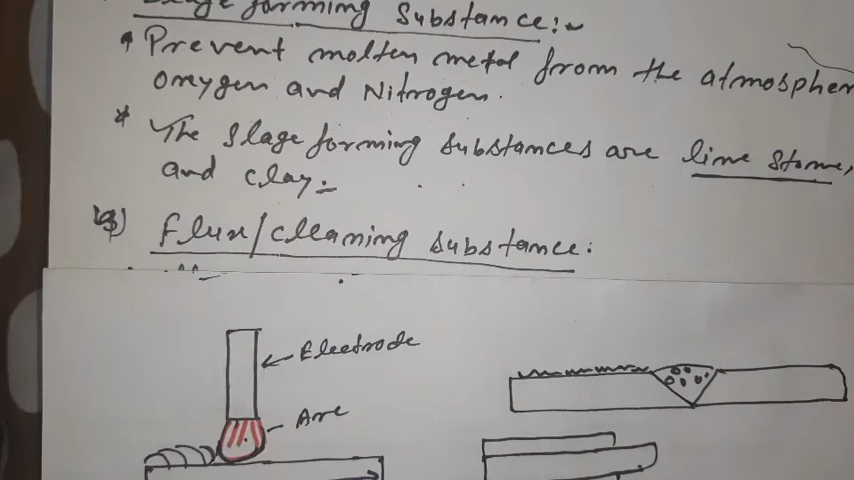 Slage forming Substance:~
* Prevent molten metal from the atmospher
oxygen and Nitrogen.
* The Slage forming substances are lime stone,
and clay:-
Flux/cleaning substance:
Electrode
Arc